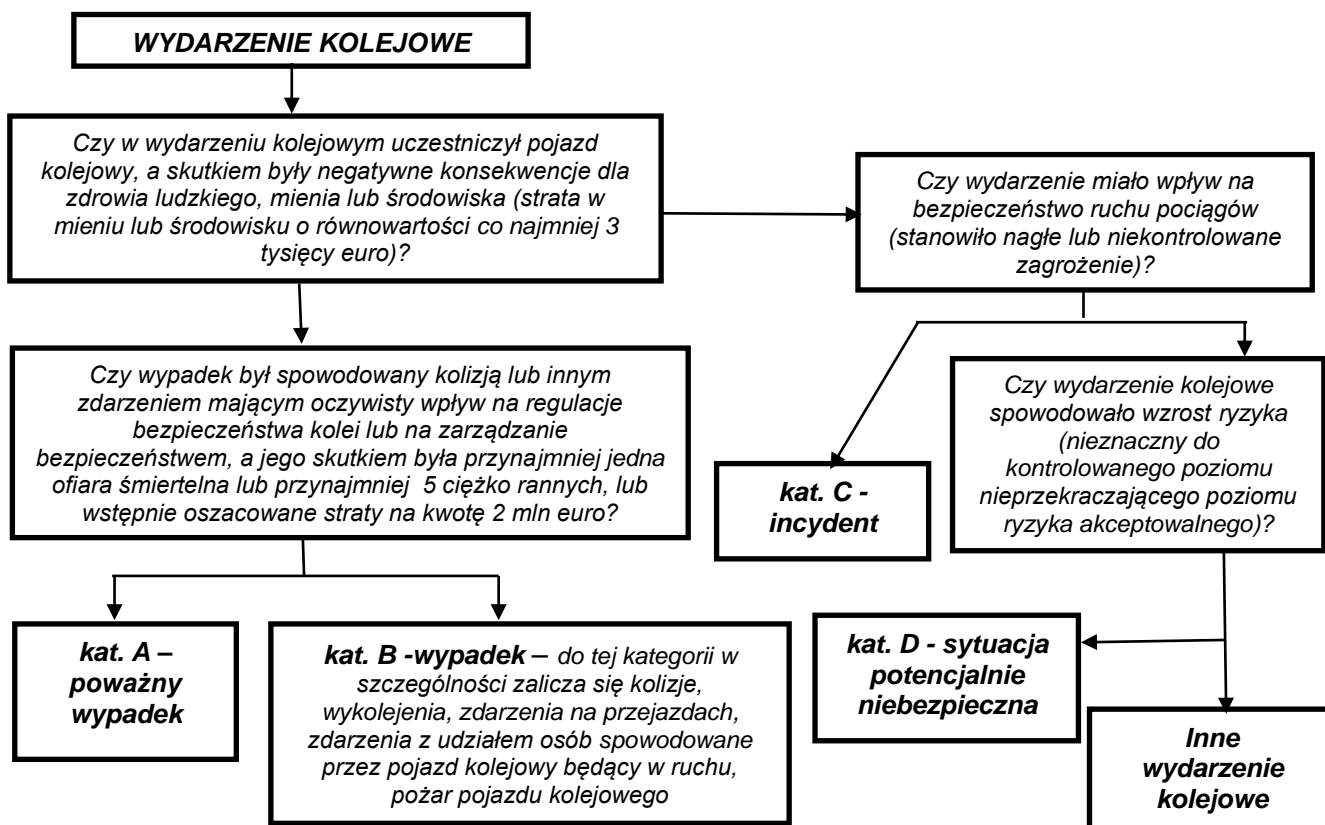 WYDARZENIE KOLEJOWE
Czy w wydarzeniu kolejowym uczestniczył pojazd
kolejowy, a skutkiem były negatywne konsekwencje dla
zdrowia ludzkiego, mienia lub środowiska (strata w
mieniu lub środowisku o równowartości co najmniej 3
tysięcy euro)?
Czy wydarzenie miało wpływ na
bezpieczeństwo ruchu pociągów
(stanowiło nagłe lub niekontrolowane
zagrożenie)?
Czy wypadek był spowodowany kolizją lub innym
zdarzeniem mającym oczywisty wpływ na regulacje
bezpieczeństwa kolei lub na zarządzanie
bezpieczeństwem, a jego skutkiem była przynajmniej jedna
ofiara śmiertelna lub przynajmniej 5 ciężko rannych, lub
wstępnie oszacowane straty na kwotę 2 mln euro?
kat. C -
incydent
Czy wydarzenie kolejowe
spowodowało wzrost ryzyka
(nieznaczny do
kontrolowanego poziomu
nieprzekraczającego poziomu
ryzyka akceptowalnego)?
kat. A –
poważny
wypadek
kat. B -wypadek – do tej kategorii w
szczególności zalicza się kolizje,
wykolejenia, zdarzenia na przejazdach,
zdarzenia z udziałem osób spowodowane
przez pojazd kolejowy będący w ruchu,
pożar pojazdu kolejowego
kat. D - sytuacja
potencjalnie
niebezpieczna
Inne
wydarzenie
kolejowe